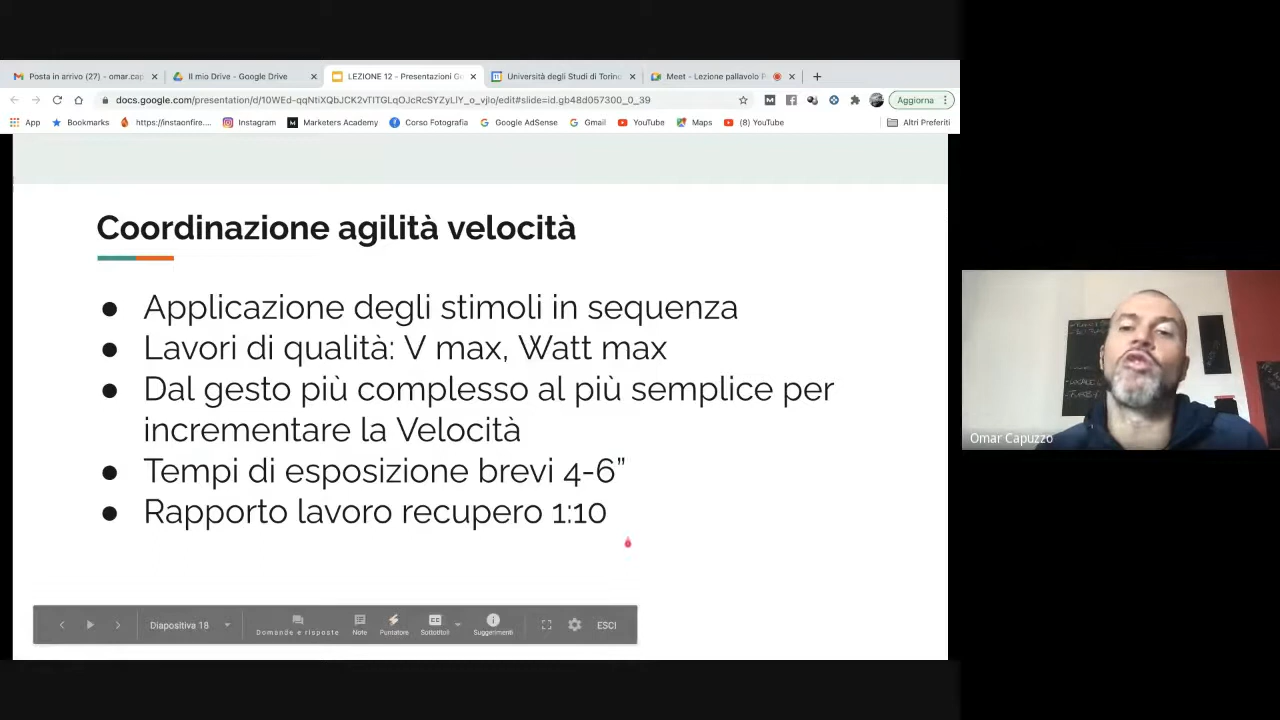 Posta in arrivo (27) - omar.cap
Il mio Drive - Google Drive
LEZIONE 12 - Presentazioni G
Università degli Studi di Torino
Meet - Lezione pallavolo P
docs.google.com/presentation/d/10WEd-qqNtiXQbJCK2vTITGLqOJcRcSYZyLlY_o_vjIo/edit#slide=id.gb48d057300_0_39
Aggiorna
App
Bookmarks
https://instaonfire....
Instagram
Marketers Academy
Corso Fotografia
Google AdSense
Gmail
YouTube
Maps
(8) YouTube
Altri Preferiti
Coordinazione agilità velocità
● Applicazione degli stimoli in sequenza
● Lavori di qualità: V max, Watt max
● Dal gesto più complesso al più semplice per
incrementare la Velocità
● Tempi di esposizione brevi 4-6”
● Rapporto lavoro recupero 1:10
Omar Capuzzo
Diapositiva 18
Domande e risposte
Note
Puntatore
Sottotitoli
Suggerimenti
ESCI